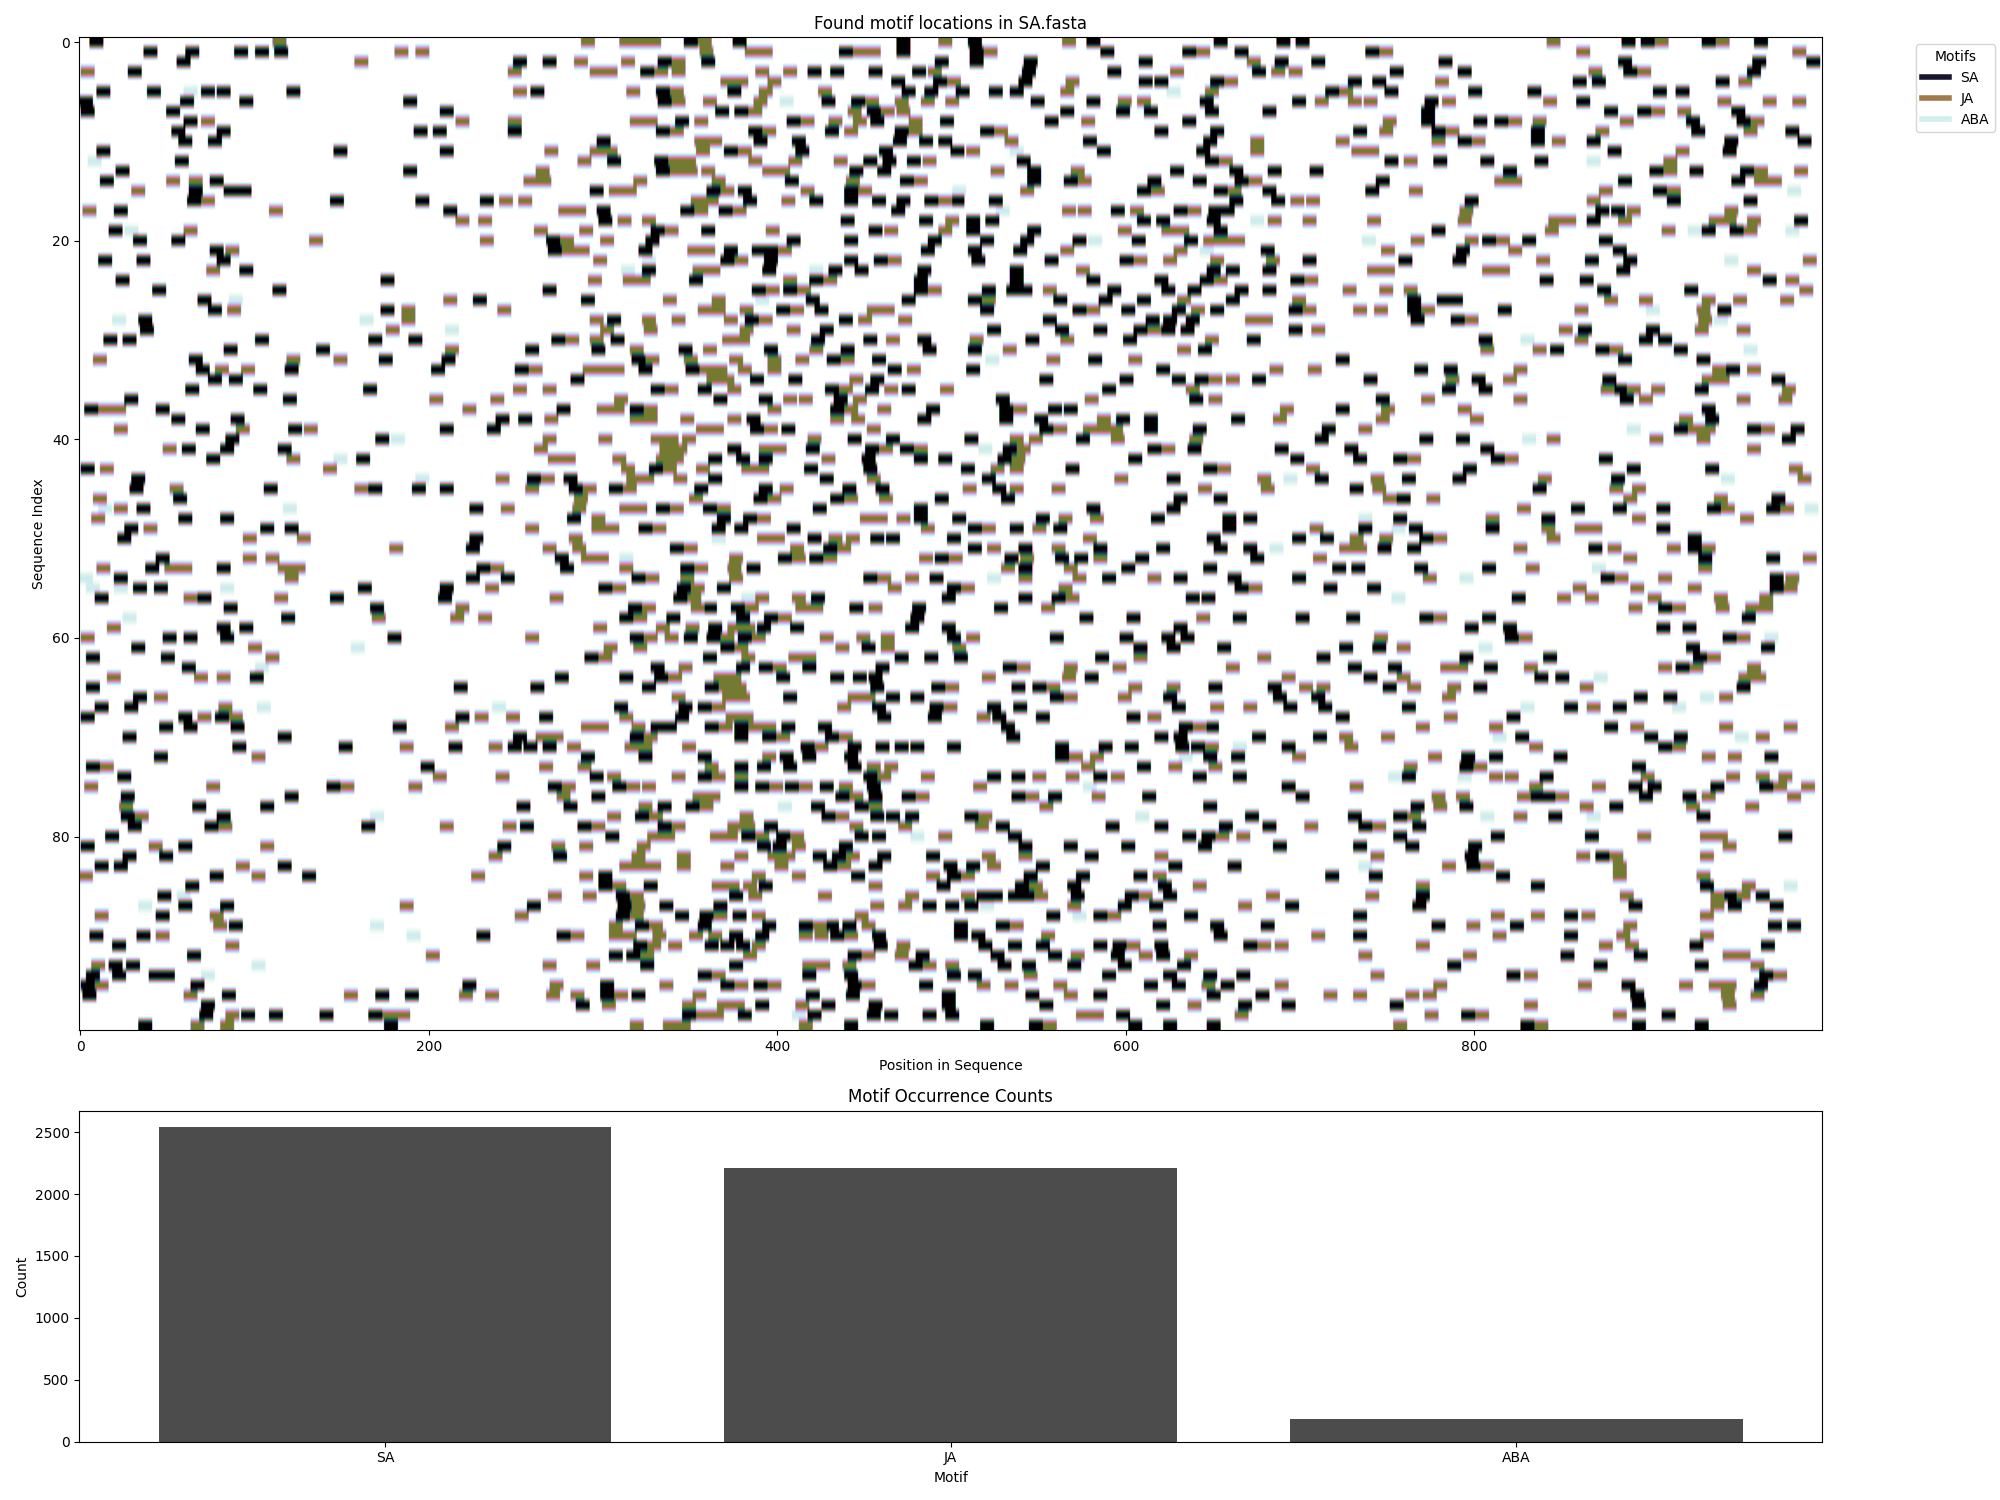 Found motif locations in SA.fasta
0
20
40
60
80
Sequence Index
0 200 400 600 800
Position in Sequence
Motifs
SA
JA
ABA
Motif Occurrence Counts
2500
2000
1500
1000
500
0
Count
SA JA ABA
Motif